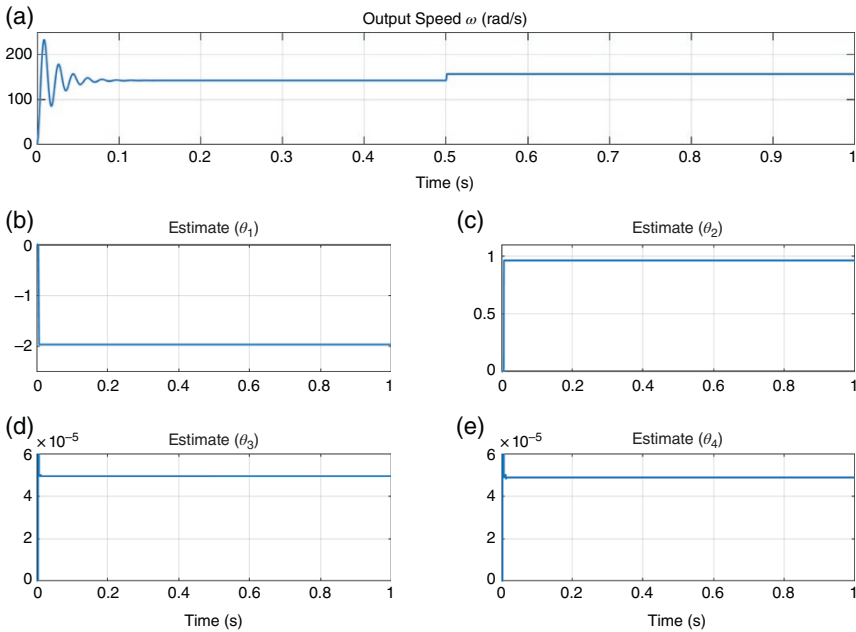 (a)
Output Speed ω (rad/s)
200
100
0
0 0.1 0.2 0.3 0.4 0.5 0.6 0.7 0.8 0.9 1
Time (s)
(b)
Estimate (θ1)
0
–1
–2
0 0.2 0.4 0.6 0.8 1
(c)
Estimate (θ2)
1
0.5
0
0 0.2 0.4 0.6 0.8 1
(d)
× 10–5
Estimate (θ3)
6
4
2
0
0 0.2 0.4 0.6 0.8 1
Time (s)
(e)
× 10–5
Estimate (θ4)
6
4
2
0
0 0.2 0.4 0.6 0.8 1
Time (s)